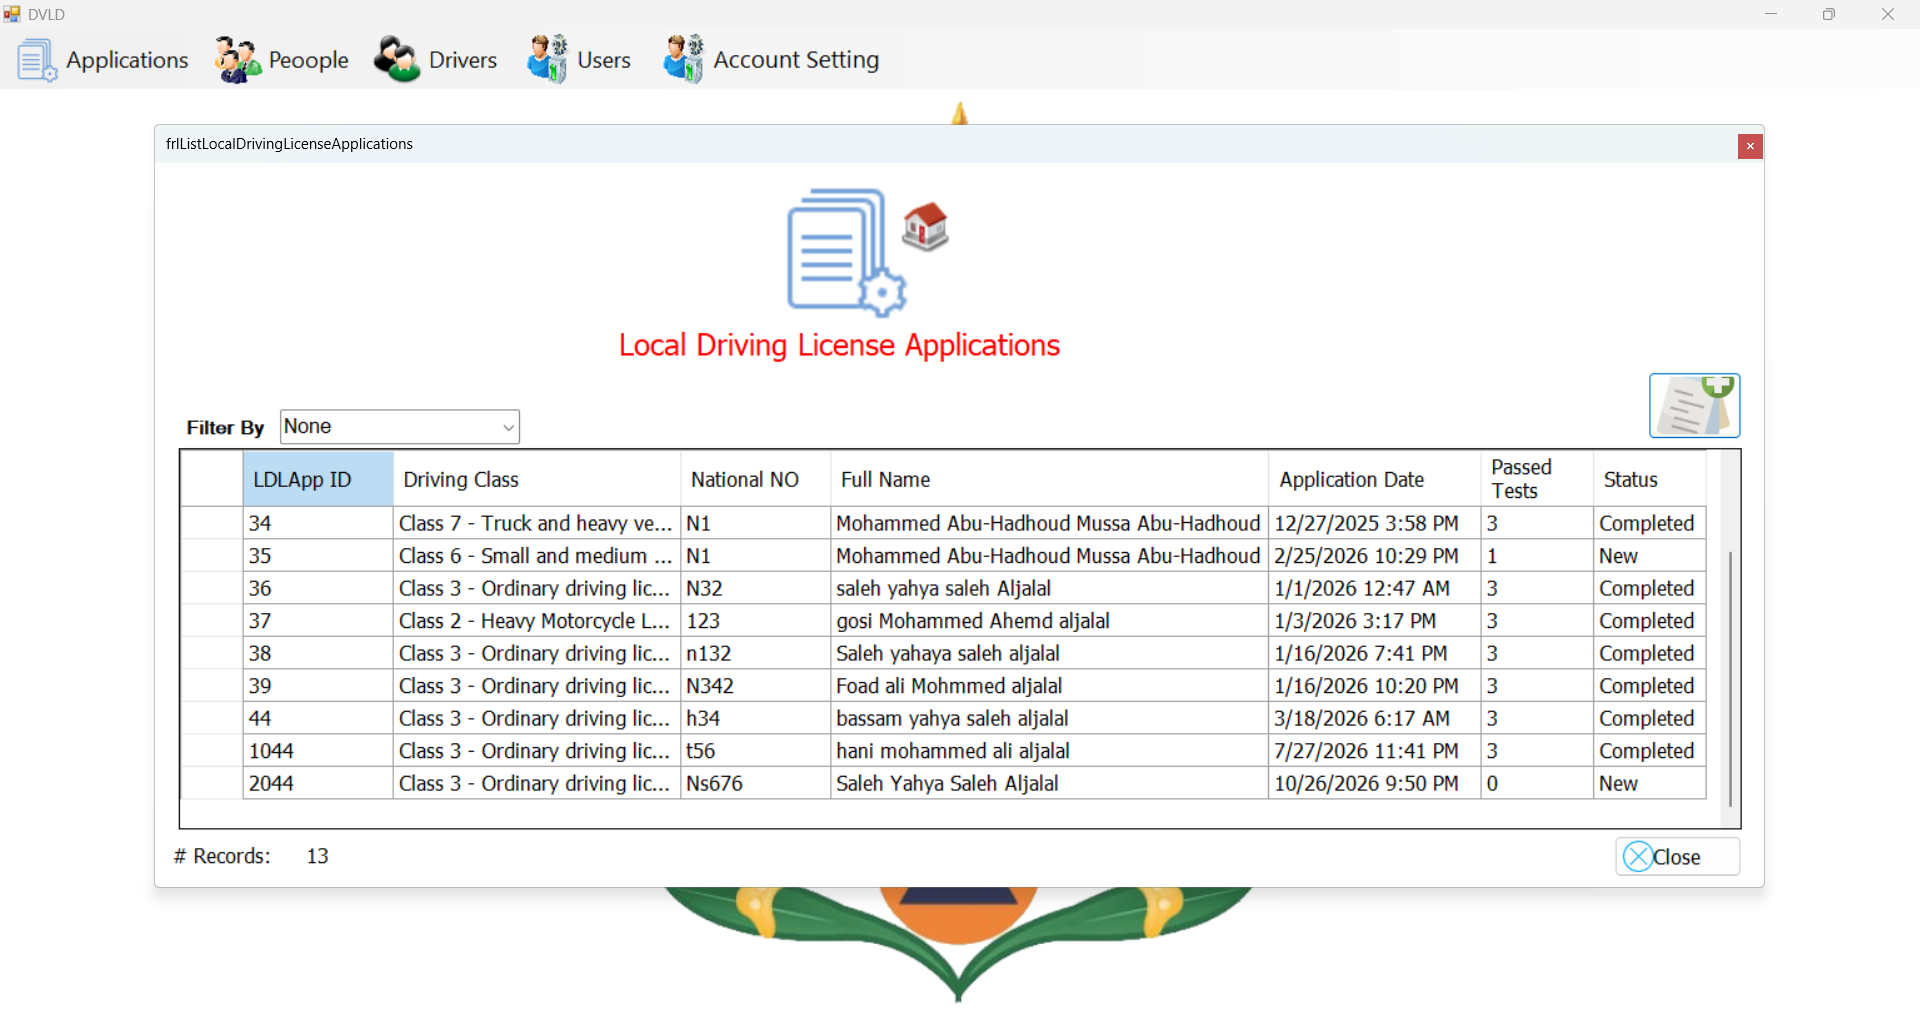 DVLD
Applications Peoople Drivers Users Account Setting
frlListLocalDrivingLicenseApplications
Local Driving License Applications
Filter By None
LDLApp ID Driving Class National NO Full Name Application Date Passed Tests Status
34 Class 7 - Truck and heavy ve... N1 Mohammed Abu-Hadhoud Mussa Abu-Hadhoud 12/27/2025 3:58 PM 3 Completed
35 Class 6 - Small and medium ... N1 Mohammed Abu-Hadhoud Mussa Abu-Hadhoud 2/25/2026 10:29 PM 1 New
36 Class 3 - Ordinary driving lic... N32 saleh yahya saleh Aljalal 1/1/2026 12:47 AM 3 Completed
37 Class 2 - Heavy Motorcycle L... 123 gosi Mohammed Ahemd aljalal 1/3/2026 3:17 PM 3 Completed
38 Class 3 - Ordinary driving lic... n132 Saleh yahaya saleh aljalal 1/16/2026 7:41 PM 3 Completed
39 Class 3 - Ordinary driving lic... N342 Foad ali Mohmmed aljalal 1/16/2026 10:20 PM 3 Completed
44 Class 3 - Ordinary driving lic... h34 bassam yahya saleh aljalal 3/18/2026 6:17 AM 3 Completed
1044 Class 3 - Ordinary driving lic... t56 hani mohammed ali aljalal 7/27/2026 11:41 PM 3 Completed
2044 Class 3 - Ordinary driving lic... Ns676 Saleh Yahya Saleh Aljalal 10/26/2026 9:50 PM 0 New
# Records: 13
Close